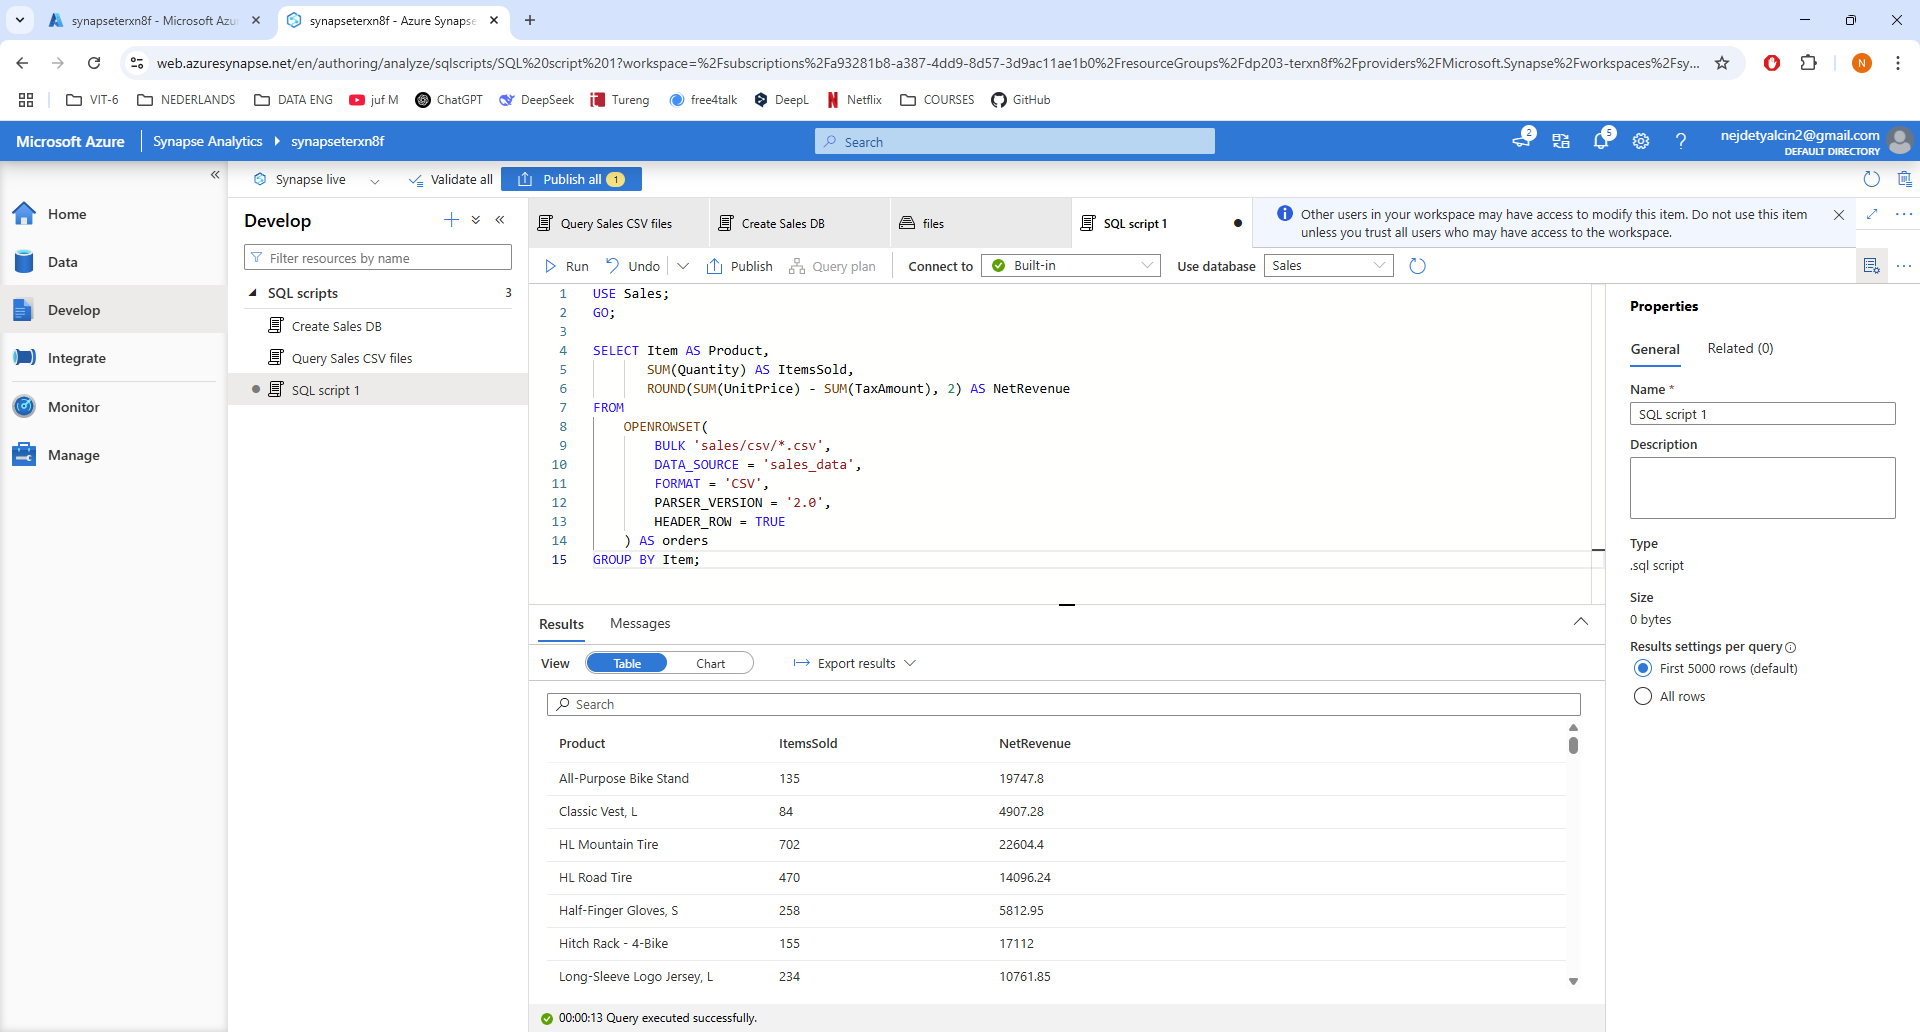 synapseterxn8f - Microsoft Azu
synapseterxn8f - Azure Synapse
web.azuresynapse.net/en/authoring/analyze/sqlscripts/SQL%20script%201?workspace=%2Fsubscriptions%2Fa93281b8-a387-4dd9-8d57-3d9ac11ae1b0%2FresourceGroups%2Fdp203-terxn8f%2Fproviders%2FMicrosoft.Synapse%2Fworkspaces%2Fsy...
N
VIT-6 NEDERLANDS DATA ENG juf M ChatGPT DeepSeek Tureng free4talk DeepL Netflix COURSES GitHub
Microsoft Azure Synapse Analytics synapseterxn8f
Search
2
5
nejdetyalcin2@gmail.com
DEFAULT DIRECTORY
Synapse live Validate all Publish all 1
Home
Data
Develop
Integrate
Monitor
Manage
Develop
Filter resources by name
SQL scripts 3
Create Sales DB
Query Sales CSV files
SQL script 1
Query Sales CSV files Create Sales DB files SQL script 1
Other users in your workspace may have access to modify this item. Do not use this item
unless you trust all users who may have access to the workspace.
Run Undo Publish Query plan Connect to Built-in Use database Sales
1 USE Sales;
2 GO;
3
4 SELECT Item AS Product,
5 SUM(Quantity) AS ItemsSold,
6 ROUND(SUM(UnitPrice) - SUM(TaxAmount), 2) AS NetRevenue
7 FROM
8 OPENROWSET(
9 BULK 'sales/csv/*.csv',
10 DATA_SOURCE = 'sales_data',
11 FORMAT = 'CSV',
12 PARSER_VERSION = '2.0',
13 HEADER_ROW = TRUE
14 ) AS orders
15 GROUP BY Item;
Results Messages
View Table Chart Export results
Search
Product ItemsSold NetRevenue
All-Purpose Bike Stand 135 19747.8
Classic Vest, L 84 4907.28
HL Mountain Tire 702 22604.4
HL Road Tire 470 14096.24
Half-Finger Gloves, S 258 5812.95
Hitch Rack - 4-Bike 155 17112
Long-Sleeve Logo Jersey, L 234 10761.85
00:00:13 Query executed successfully.
Properties
General Related (0)
Name *
SQL script 1
Description
Type
.sql script
Size
0 bytes
Results settings per query
First 5000 rows (default)
All rows